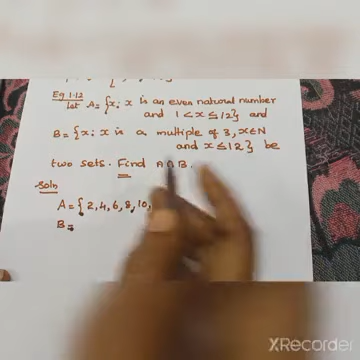 Eg 1.12
Let A = {x; x is an even natural number
and 1 < x ≤ 12} and
B = {x; x is a multiple of 3, x∈N
and x ≤ 12} be
two sets. Find A ∩ B.
Soln
A = { 2, 4, 6, 8, 10,
B =
XRecorder